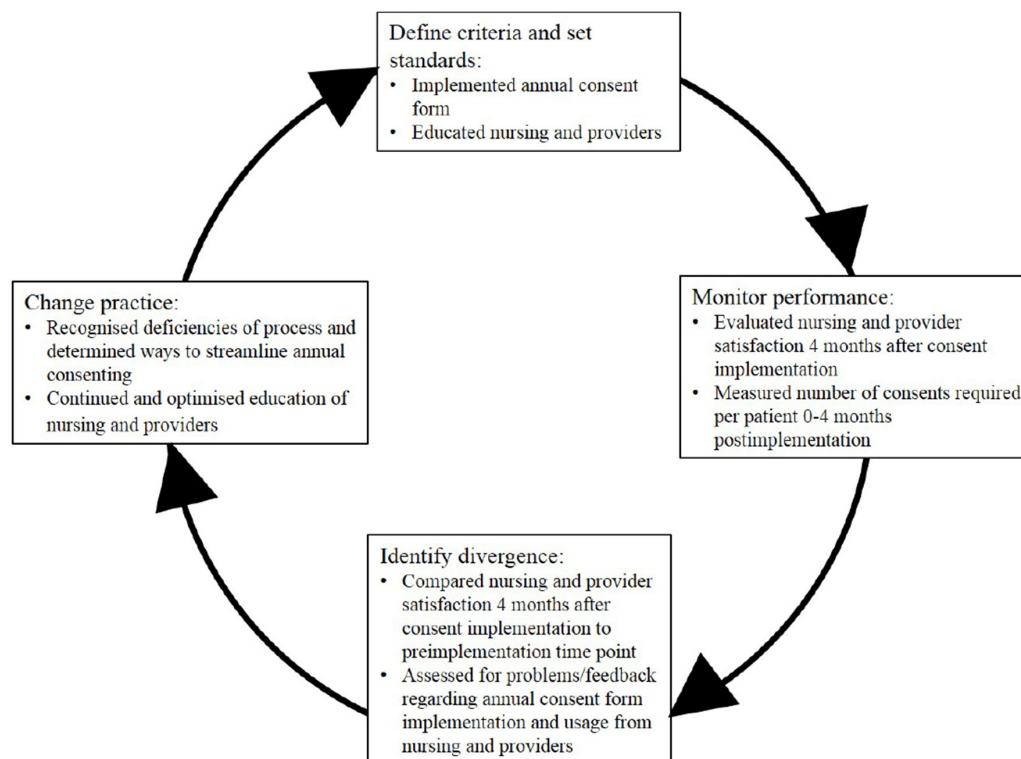 Define criteria and set
standards:
• Implemented annual consent
form
• Educated nursing and providers
Monitor performance:
• Evaluated nursing and provider
satisfaction 4 months after consent
implementation
• Measured number of consents required
per patient 0-4 months
postimplementation
Identify divergence:
• Compared nursing and provider
satisfaction 4 months after
consent implementation to
preimplementation time point
• Assessed for problems/feedback
regarding annual consent form
implementation and usage from
nursing and providers
Change practice:
• Recognised deficiencies of process and
determined ways to streamline annual
consenting
• Continued and optimised education of
nursing and providers